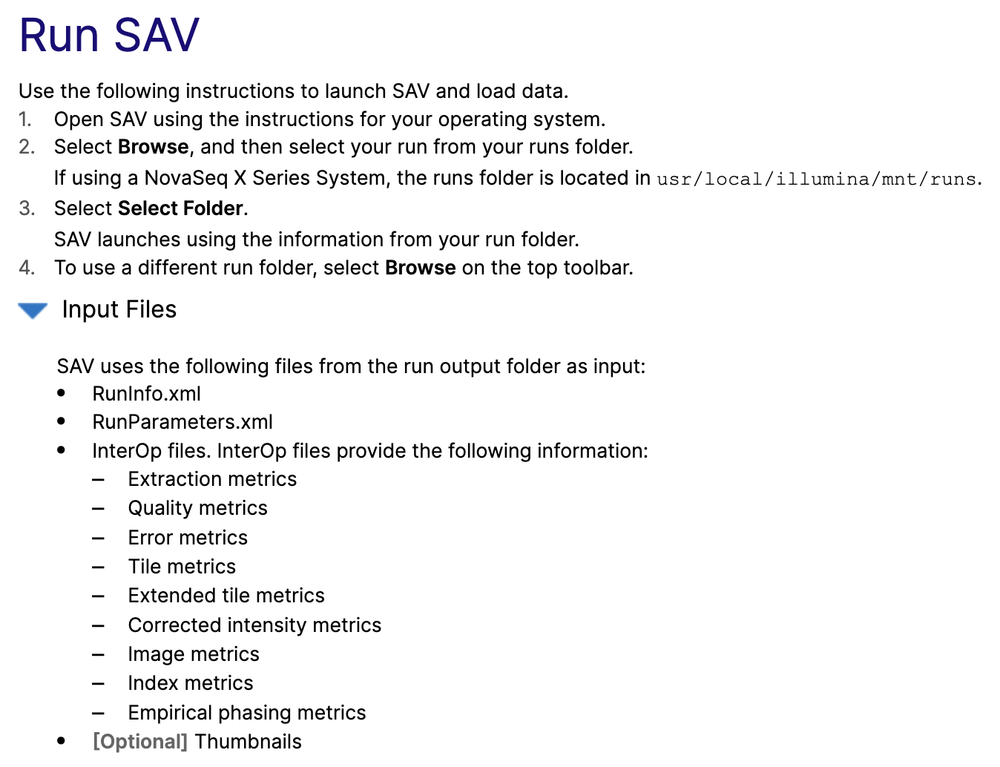 Run SAV
Use the following instructions to launch SAV and load data.
1. Open SAV using the instructions for your operating system.
2. Select Browse, and then select your run from your runs folder.
If using a NovaSeq X Series System, the runs folder is located in usr/local/illumina/mnt/runs.
3. Select Select Folder.
SAV launches using the information from your run folder.
4. To use a different run folder, select Browse on the top toolbar.
Input Files
SAV uses the following files from the run output folder as input:
• RunInfo.xml
• RunParameters.xml
• InterOp files. InterOp files provide the following information:
– Extraction metrics
– Quality metrics
– Error metrics
– Tile metrics
– Extended tile metrics
– Corrected intensity metrics
– Image metrics
– Index metrics
– Empirical phasing metrics
• [Optional] Thumbnails